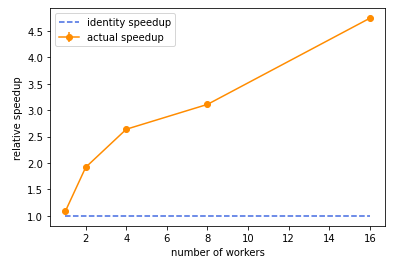 identity speedup
actual speedup
4.5
4.0
3.5
3.0
2.5
2.0
1.5
1.0
relative speedup
2 4 6 8 10 12 14 16
number of workers